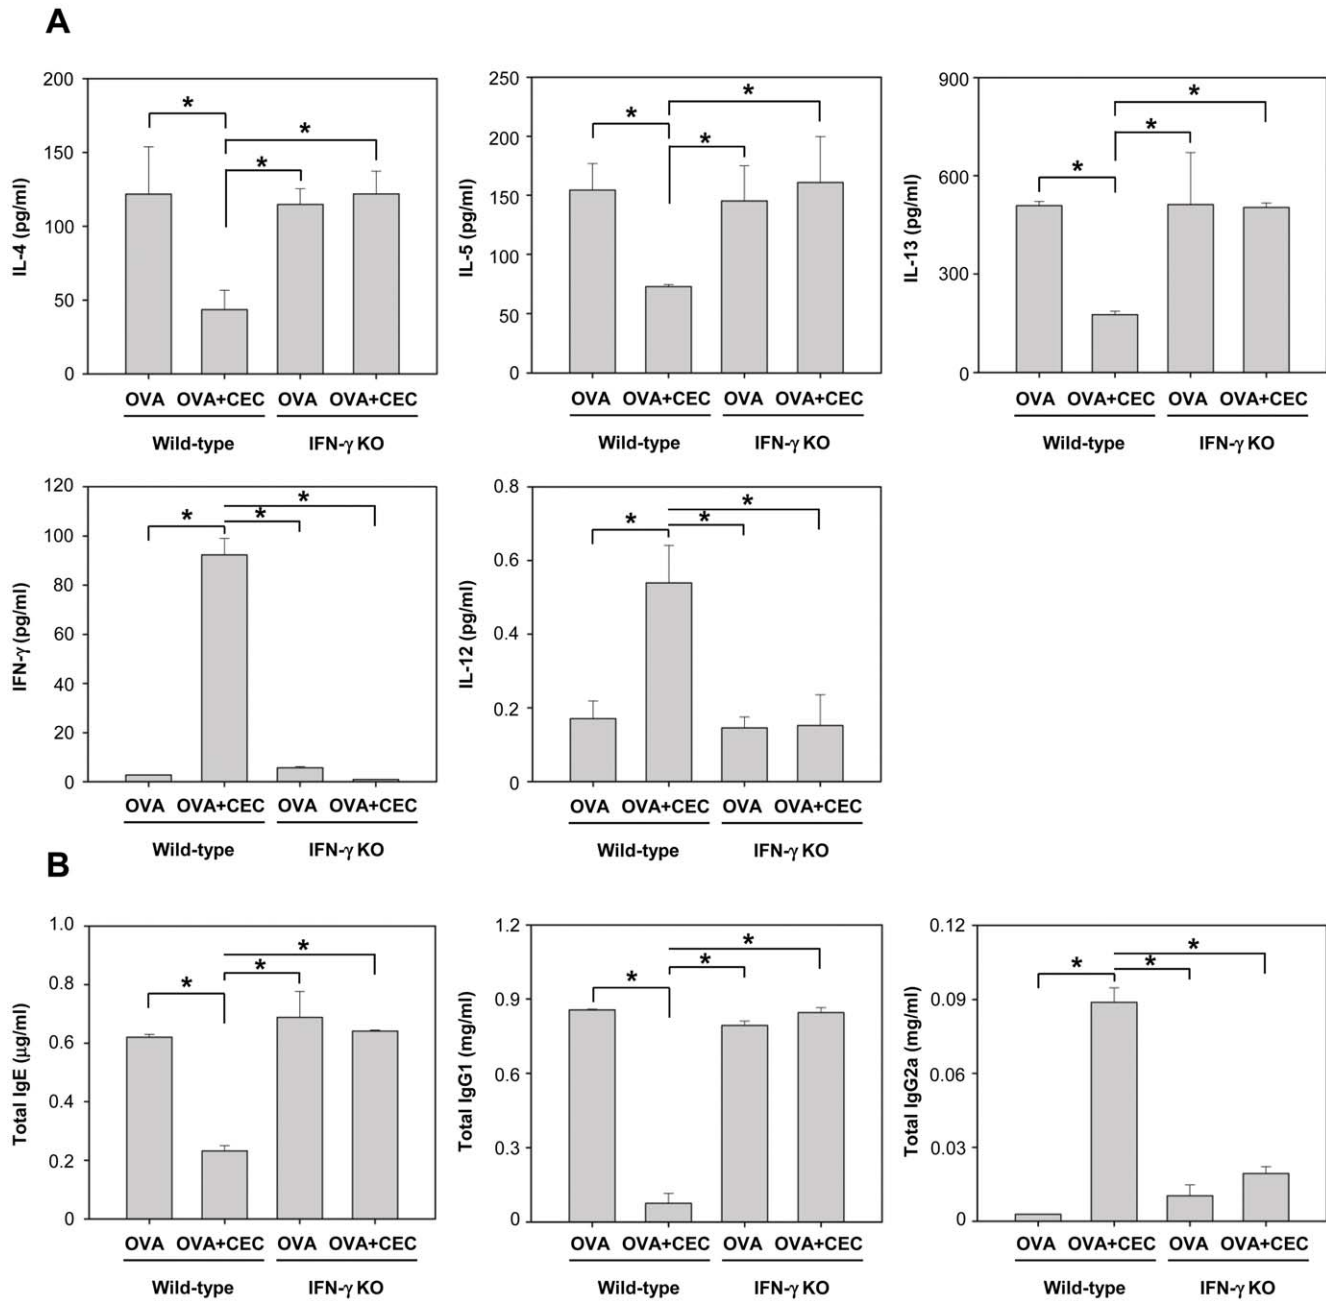 A
200
150
100
50
0
IL-4 (pg/ml)
*
*
*
OVA OVA+CEC OVA OVA+CEC
Wild-type IFN-γ KO
250
200
150
100
50
0
IL-5 (pg/ml)
*
*
*
OVA OVA+CEC OVA OVA+CEC
Wild-type IFN-γ KO
900
600
300
0
IL-13 (pg/ml)
*
*
*
OVA OVA+CEC OVA OVA+CEC
Wild-type IFN-γ KO
120
100
80
60
40
20
0
IFN-γ (pg/ml)
*
*
*
OVA OVA+CEC OVA OVA+CEC
Wild-type IFN-γ KO
0.8
0.6
0.4
0.2
0
IL-12 (pg/ml)
*
*
*
OVA OVA+CEC OVA OVA+CEC
Wild-type IFN-γ KO
B
1.0
0.8
0.6
0.4
0.2
0
Total IgE (µg/ml)
*
*
*
OVA OVA+CEC OVA OVA+CEC
Wild-type IFN-γ KO
1.2
0.9
0.6
0.3
0
Total IgG1 (mg/ml)
*
*
*
OVA OVA+CEC OVA OVA+CEC
Wild-type IFN-γ KO
0.12
0.09
0.06
0.03
0
Total IgG2a (mg/ml)
*
*
*
OVA OVA+CEC OVA OVA+CEC
Wild-type IFN-γ KO